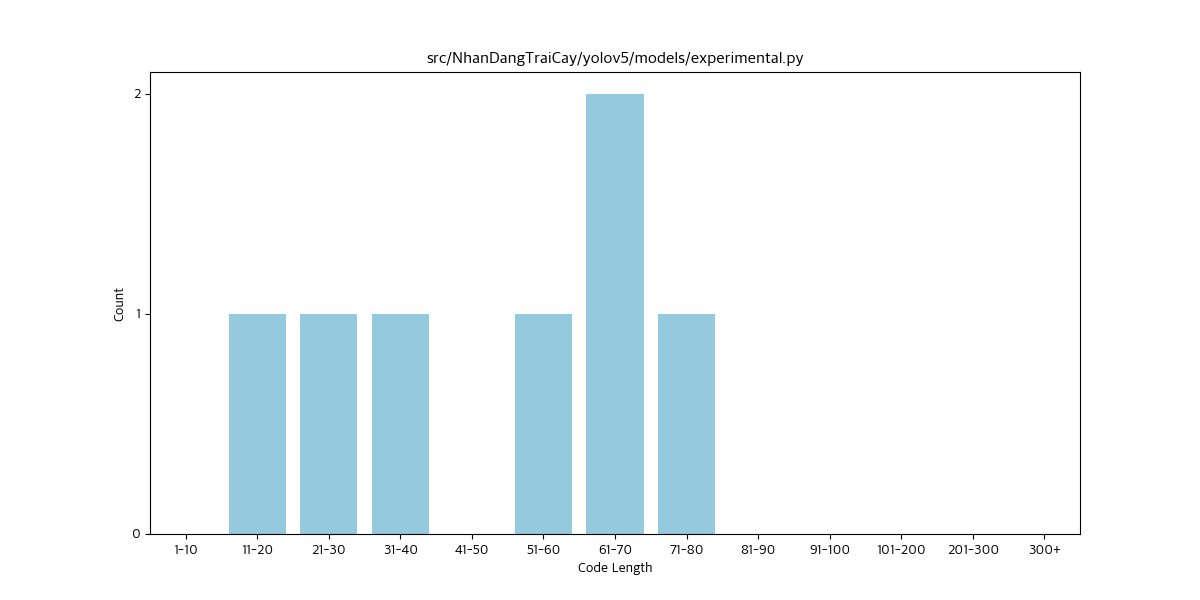 src/NhanDangTraiCay/yolov5/models/experimental.py
2
1
0
Count
1-10 11-20 21-30 31-40 41-50 51-60 61-70 71-80 81-90 91-100 101-200 201-300 300+
Code Length